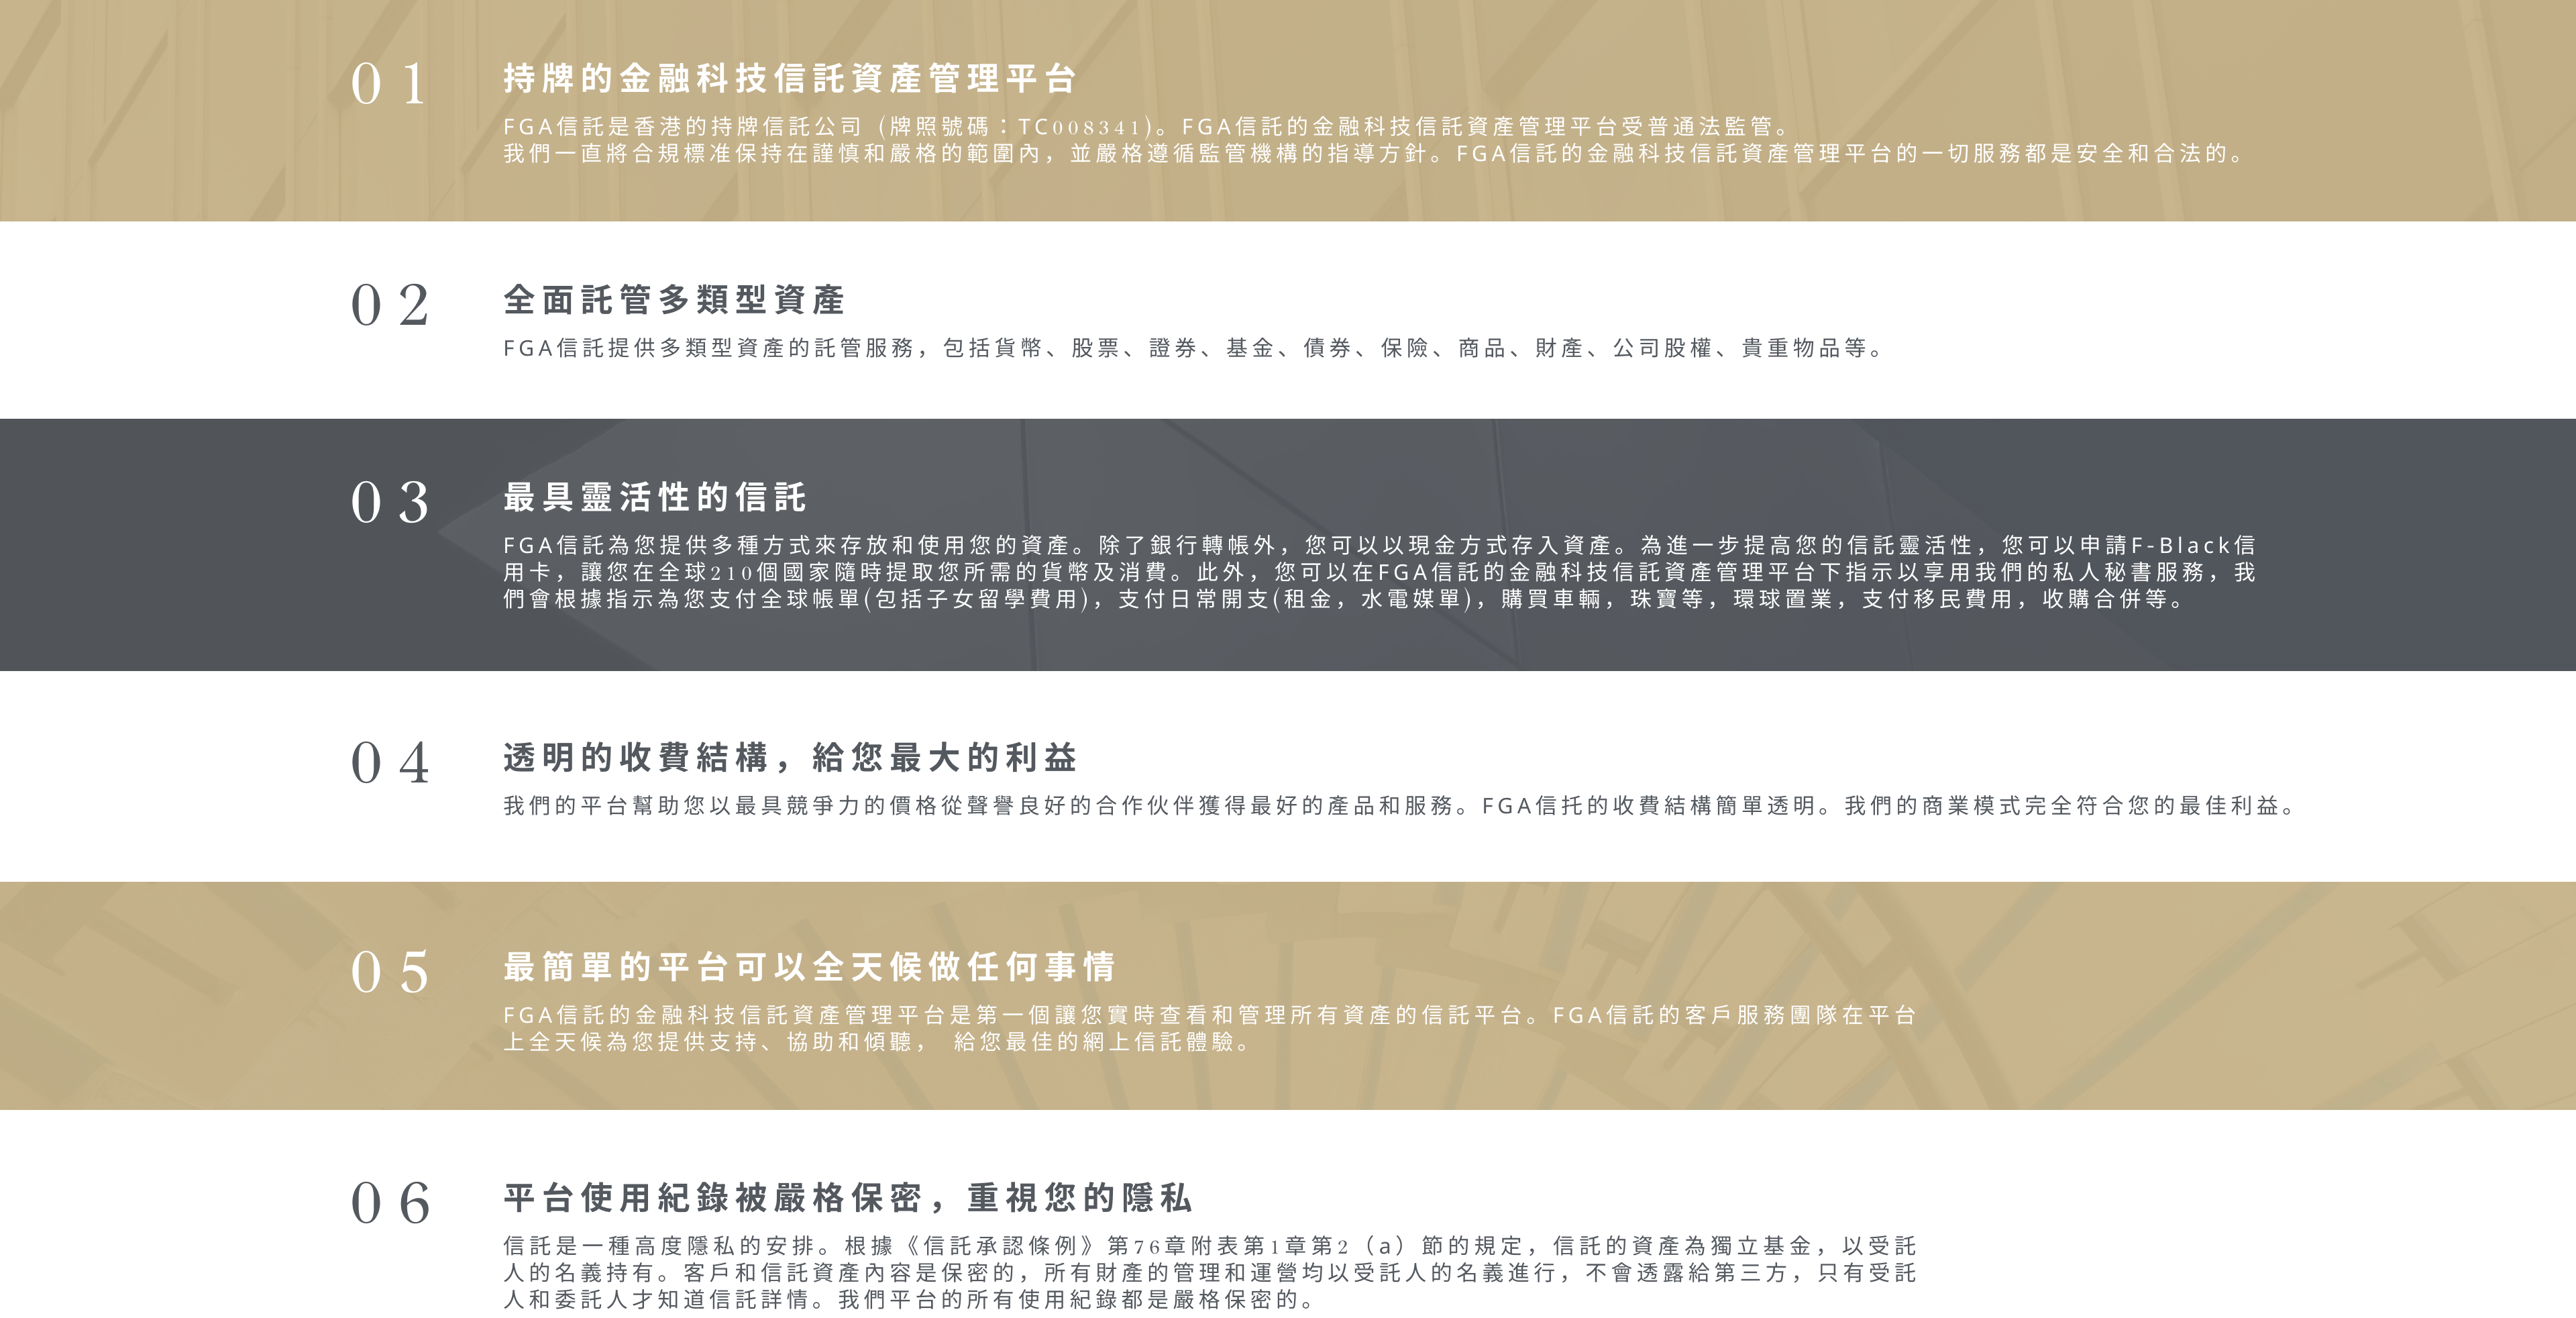 01
持牌的金融科技信託資產管理平台
FGA信託是香港的持牌信託公司 (牌照號碼：TC008341)。FGA信託的金融科技信託資產管理平台受普通法監管。
我們一直將合規標准保持在謹慎和嚴格的範圍內，並嚴格遵循監管機構的指導方針。FGA信託的金融科技信託資產管理平台的一切服務都是安全和合法的。
02
全面託管多類型資產
FGA信託提供多類型資產的託管服務，包括貨幣、股票、證券、基金、債券、保險、商品、財產、公司股權、貴重物品等。
03
最具靈活性的信託
FGA信託為您提供多種方式來存放和使用您的資產。除了銀行轉帳外，您可以以現金方式存入資產。為進一步提高您的信託靈活性，您可以申請F-Black信
用卡，讓您在全球210個國家隨時提取您所需的貨幣及消費。此外，您可以在FGA信託的金融科技信託資產管理平台下指示以享用我們的私人秘書服務，我
們會根據指示為您支付全球帳單(包括子女留學費用)，支付日常開支(租金，水電媒單)，購買車輛，珠寶等，環球置業，支付移民費用，收購合併等。
04
透明的收費結構，給您最大的利益
我們的平台幫助您以最具競爭力的價格從聲譽良好的合作伙伴獲得最好的產品和服務。FGA信托的收費結構簡單透明。我們的商業模式完全符合您的最佳利益。
05
最簡單的平台可以全天候做任何事情
FGA信託的金融科技信託資產管理平台是第一個讓您實時查看和管理所有資產的信託平台。FGA信託的客戶服務團隊在平台
上全天候為您提供支持、協助和傾聽， 給您最佳的網上信託體驗。
06
平台使用紀錄被嚴格保密，重視您的隱私
信託是一種高度隱私的安排。根據《信託承認條例》第76章附表第1章第2（a）節的規定，信託的資產為獨立基金，以受託
人的名義持有。客戶和信託資產內容是保密的，所有財產的管理和運營均以受託人的名義進行，不會透露給第三方，只有受託
人和委託人才知道信託詳情。我們平台的所有使用紀錄都是嚴格保密的。